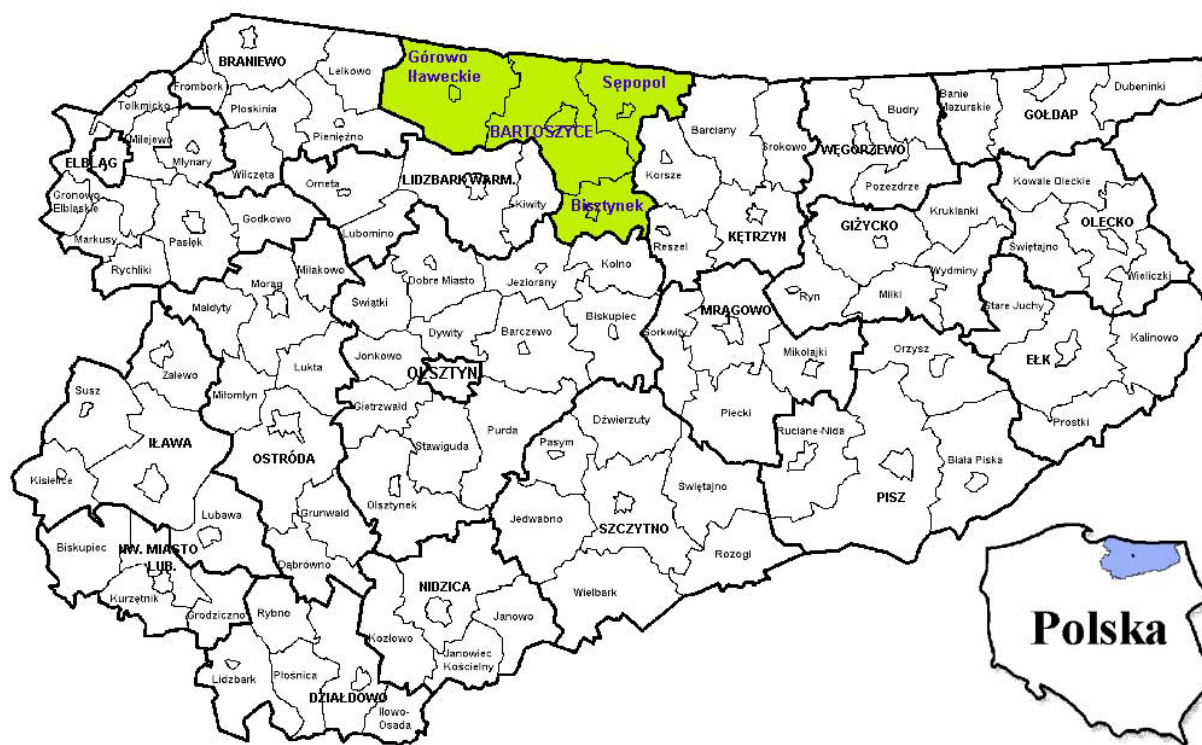 BRANIEWO
Lelkowo
Frombork
Płoskinia
Tolkmicko
Milejewo
Pieniężno
Młynary
ELBLĄG
Wilczęta
Gronowo
Elbląskie
Godkowo
Markusy
Pasłęk
Rychliki
Górowo
Iławeckie
Sępopol
BARTOSZYCE
Bisztynek
Orneta
LIDZBARK WARM.
Kiwity
Lubomino
Barciany
Srokowo
Korsze
Reszel
KĘTRZYN
Budry
WĘGORZEWO
Pozezdrze
Banie
Mazurskie
GOŁDAP
Dubeninki
Kowale Oleckie
OLECKO
Świętajno
Wieliczki
Kruklanki
GIŻYCKO
Wydminy
Ryn
Miłki
Miłakowo
Morąg
Małdyty
Dobre Miasto
Jeziorany
Kolno
Świątki
Dywity
Barczewo
Biskupiec
Jonkowo
OLSZTYN
Gietrzwałd
Purda
Stawiguda
Olsztynek
Sorkwity
MRĄGOWO
Mikołajki
Piecki
Stare Juchy
EŁK
Kalinowo
Prostki
Orzysz
Ruciane-Nida
Biała Piska
PISZ
Zalewo
Susz
IŁAWA
Kisielice
Lubawa
Łukta
Miłomłyn
OSTRÓDA
Grunwald
Dąbrówno
Dźwierzuty
Pasym
Świętajno
Jedwabno
SZCZYTNO
Rozogi
Wielbark
Biskupiec
NW. MIASTO
LUB.
Kurzętnik
Grodziczno
NIDZICA
Janowo
Kozłowo
Janowiec
Kościelny
Rybno
Lidzbark
Płośnica
DZIAŁDOWO
Iłowo-
Osada
Polska